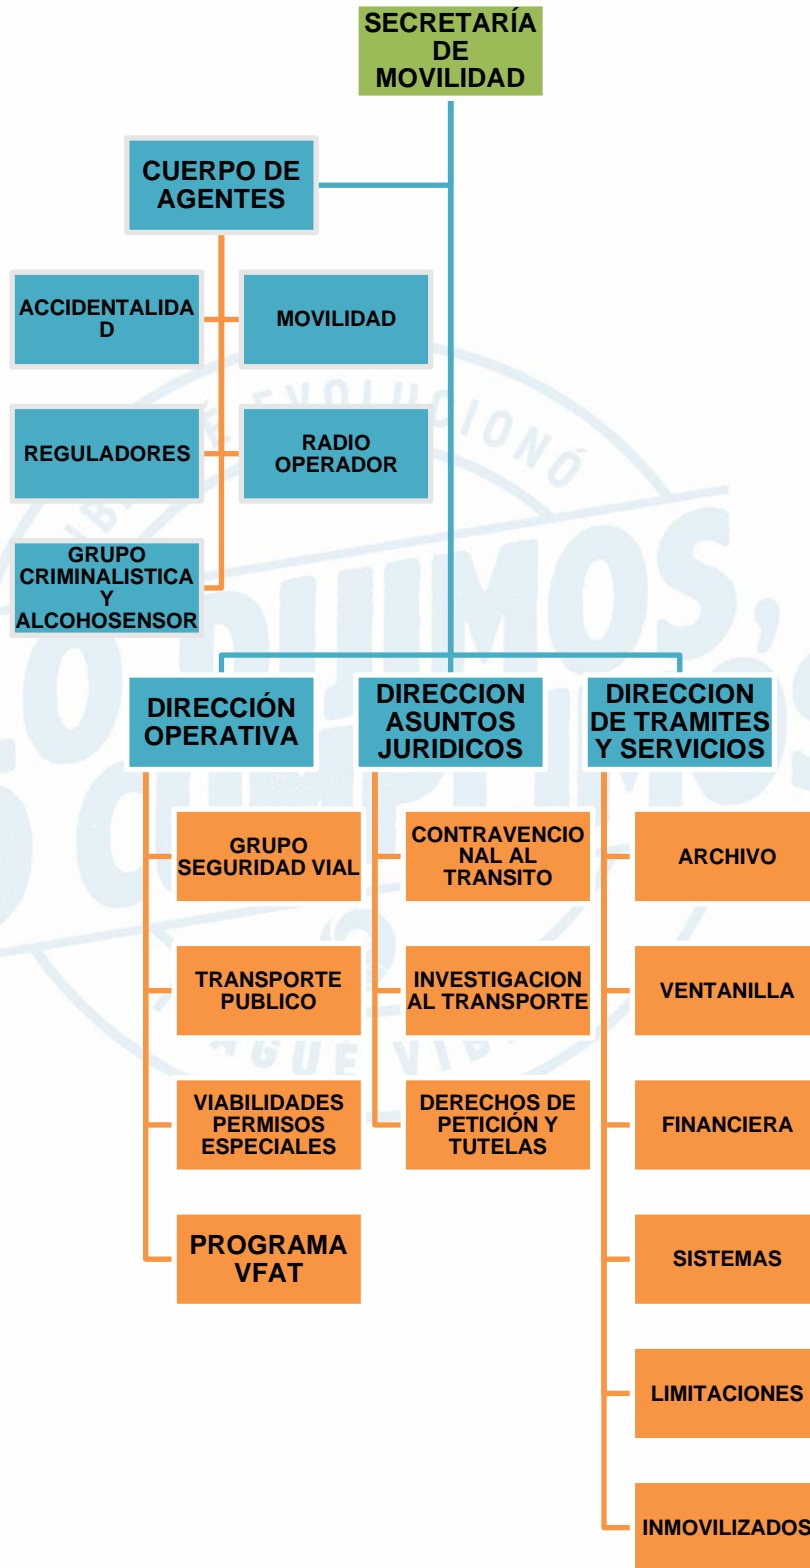 SECRETARÍA
DE
MOVILIDAD
CUERPO DE
AGENTES
ACCIDENTALIDA
D
MOVILIDAD
REGULADORES
RADIO
OPERADOR
GRUPO
CRIMINALISTICA
Y
ALCOHOSENSOR
EVOLUCIONÓ
DIJIMOS,
DIRECCIÓN
OPERATIVA
DIRECCION
ASUNTOS
JURIDICOS
DIRECCION
DE TRAMITES
Y SERVICIOS
GRUPO
SEGURIDAD VIAL
TRANSPORTE
PUBLICO
VIABILIDADES
PERMISOS
ESPECIALES
PROGRAMA
VFAT
CONTRAVENCIO
NAL AL
TRANSITO
INVESTIGACION
AL TRANSPORTE
DERECHOS DE
PETICIÓN Y
TUTELAS
ARCHIVO
VENTANILLA
FINANCIERA
SISTEMAS
LIMITACIONES
INMOVILIZADOS